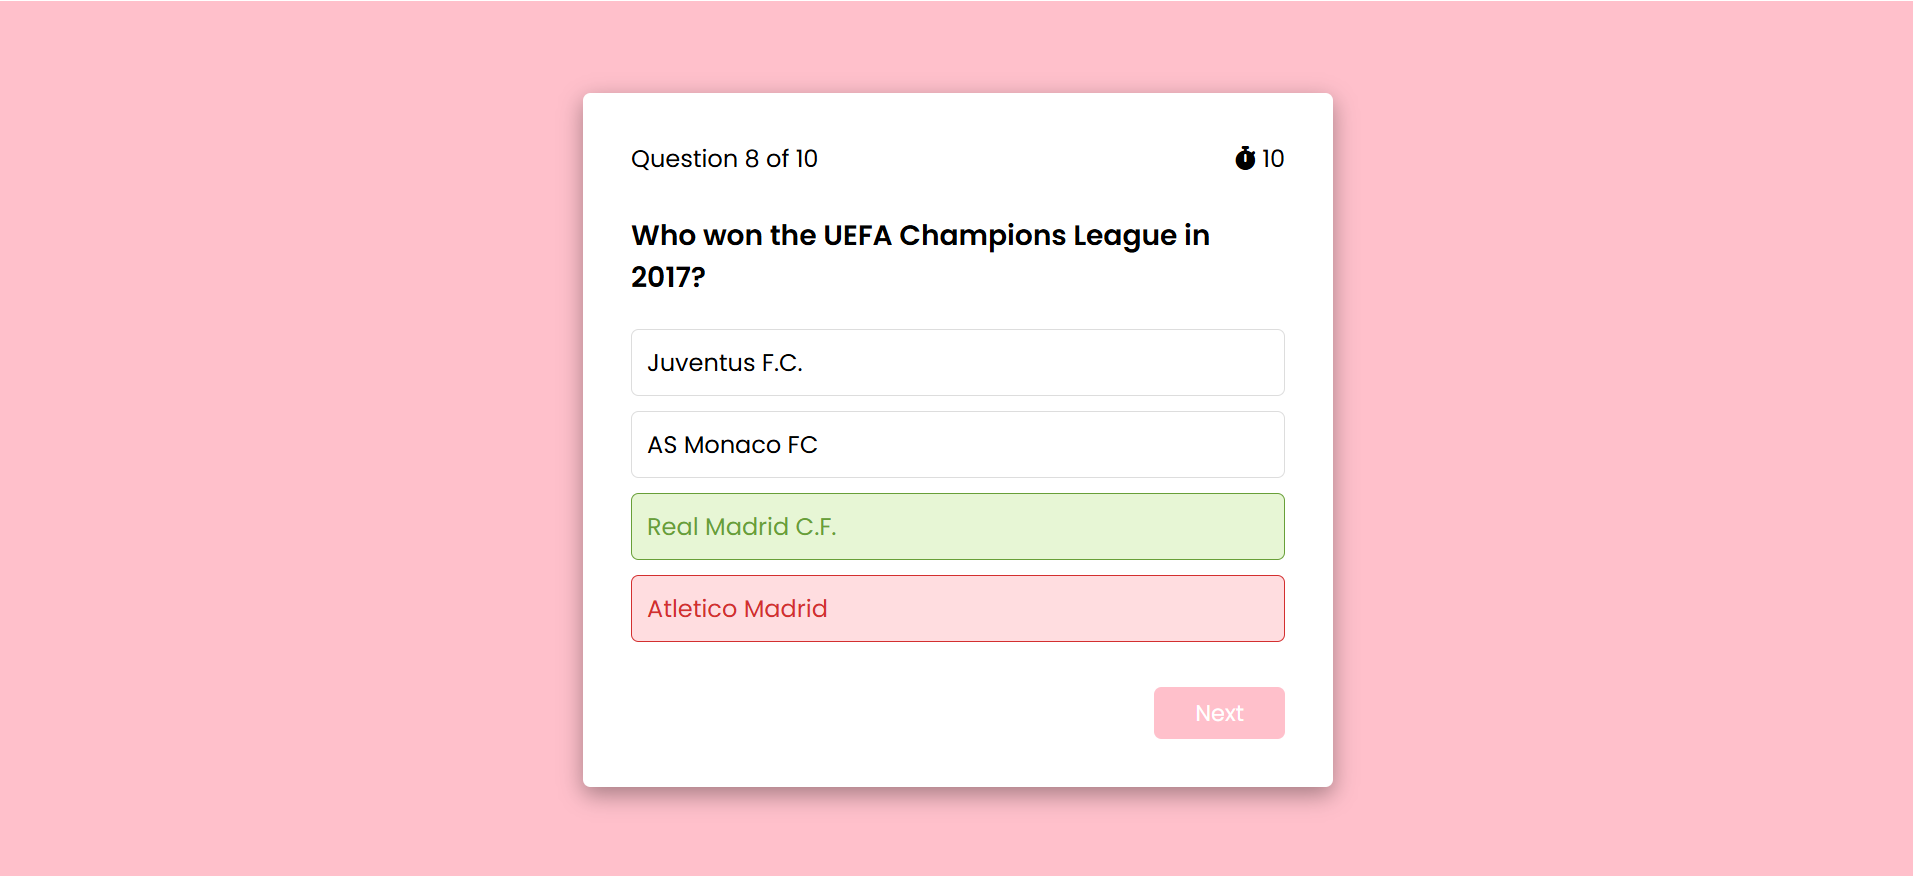 Question 8 of 10
10
Who won the UEFA Champions League in
2017?
Juventus F.C.
AS Monaco FC
Real Madrid C.F.
Atletico Madrid
Next